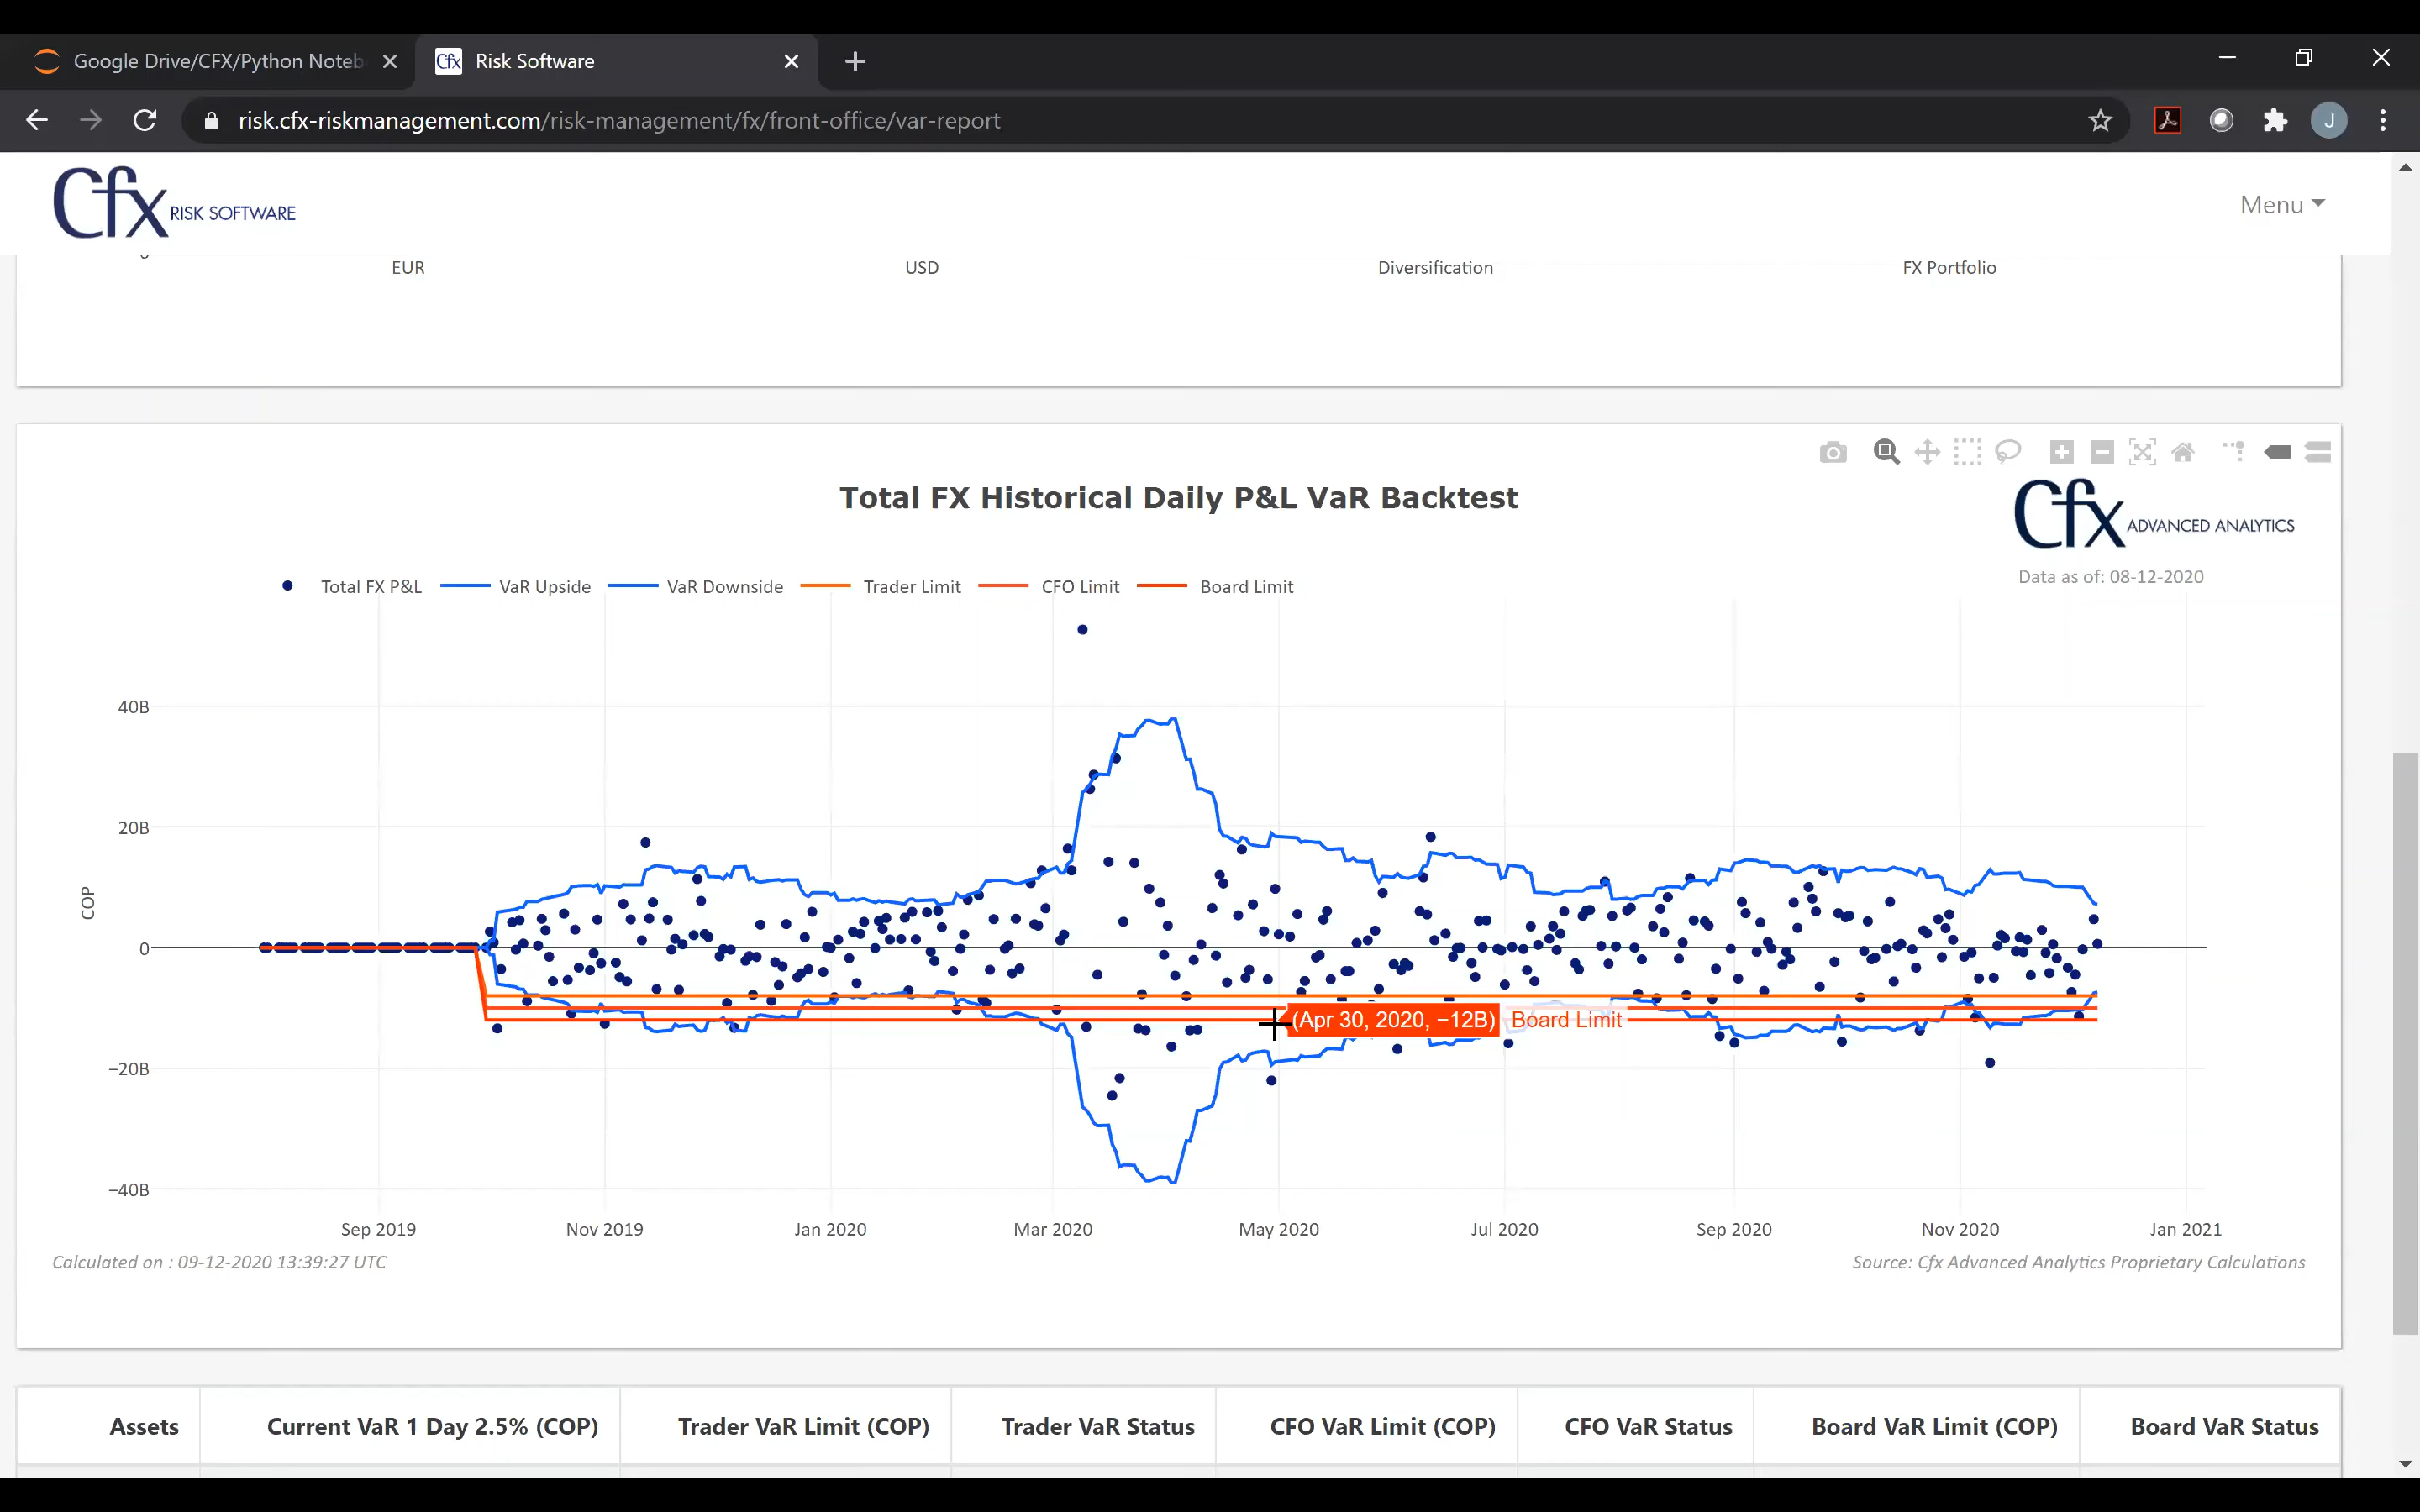 Google Drive/CFX/Python Noteb
Risk Software
risk.cfx-riskmanagement.com/risk-management/fx/front-office/var-report
J
Cfx RISK SOFTWARE
Menu
EUR USD Diversification FX Portfolio
Total FX Historical Daily P&L VaR Backtest
Cfx ADVANCED ANALYTICS
Data as of: 08-12-2020
Total FX P&L VaR Upside VaR Downside Trader Limit CFO Limit Board Limit
40B
20B
COP
0
(Apr 30, 2020, −12B) Board Limit
−20B
−40B
Sep 2019 Nov 2019 Jan 2020 Mar 2020 May 2020 Jul 2020 Sep 2020 Nov 2020 Jan 2021
Calculated on : 09-12-2020 13:39:27 UTC
Source: Cfx Advanced Analytics Proprietary Calculations
Assets Current VaR 1 Day 2.5% (COP) Trader VaR Limit (COP) Trader VaR Status CFO VaR Limit (COP) CFO VaR Status Board VaR Limit (COP) Board VaR Status